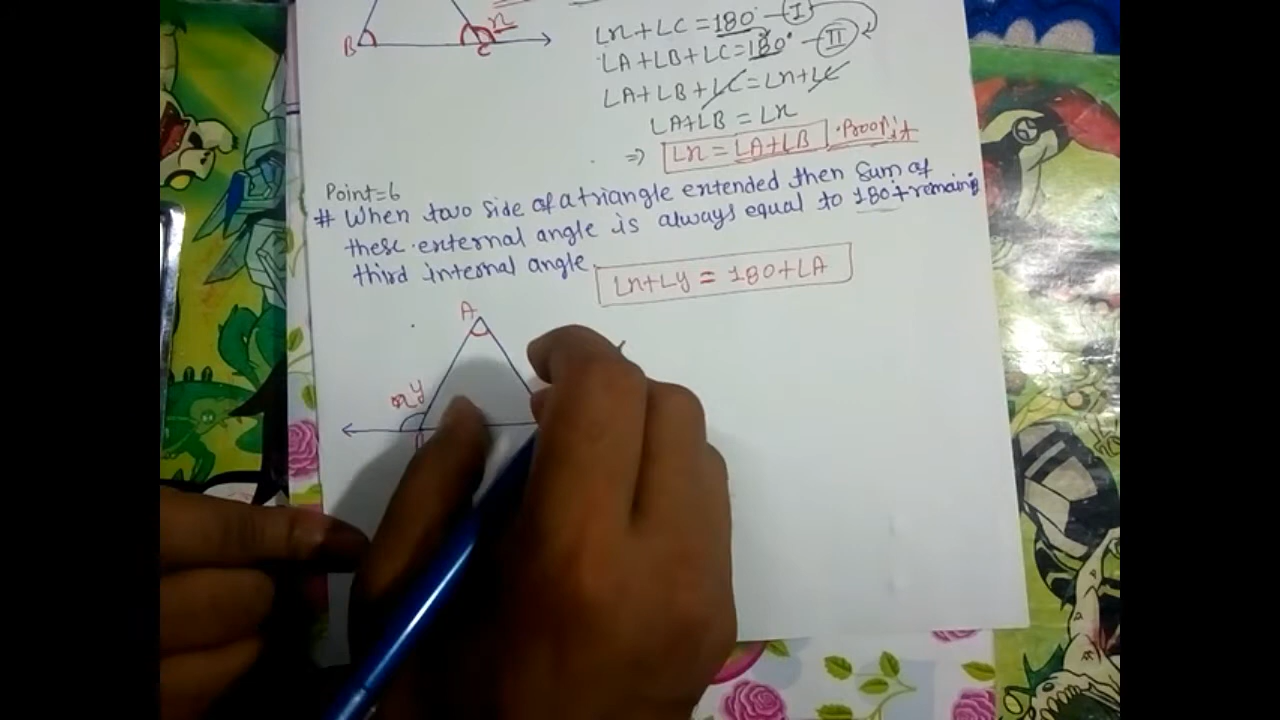 B
C
x
∠x+∠C=180° —I
∠A+∠B+∠C=180° —II
∠A+∠B+∠C=∠x+∠C
∠A+∠B = ∠x
⇒ ∠x = ∠A+∠B . Proof it
Point=6
# When two side of a triangle extended then sum of
these external angle is always equal to 180°+remaining
third internal angle.
∠x+∠y = 180+∠A
A
x y